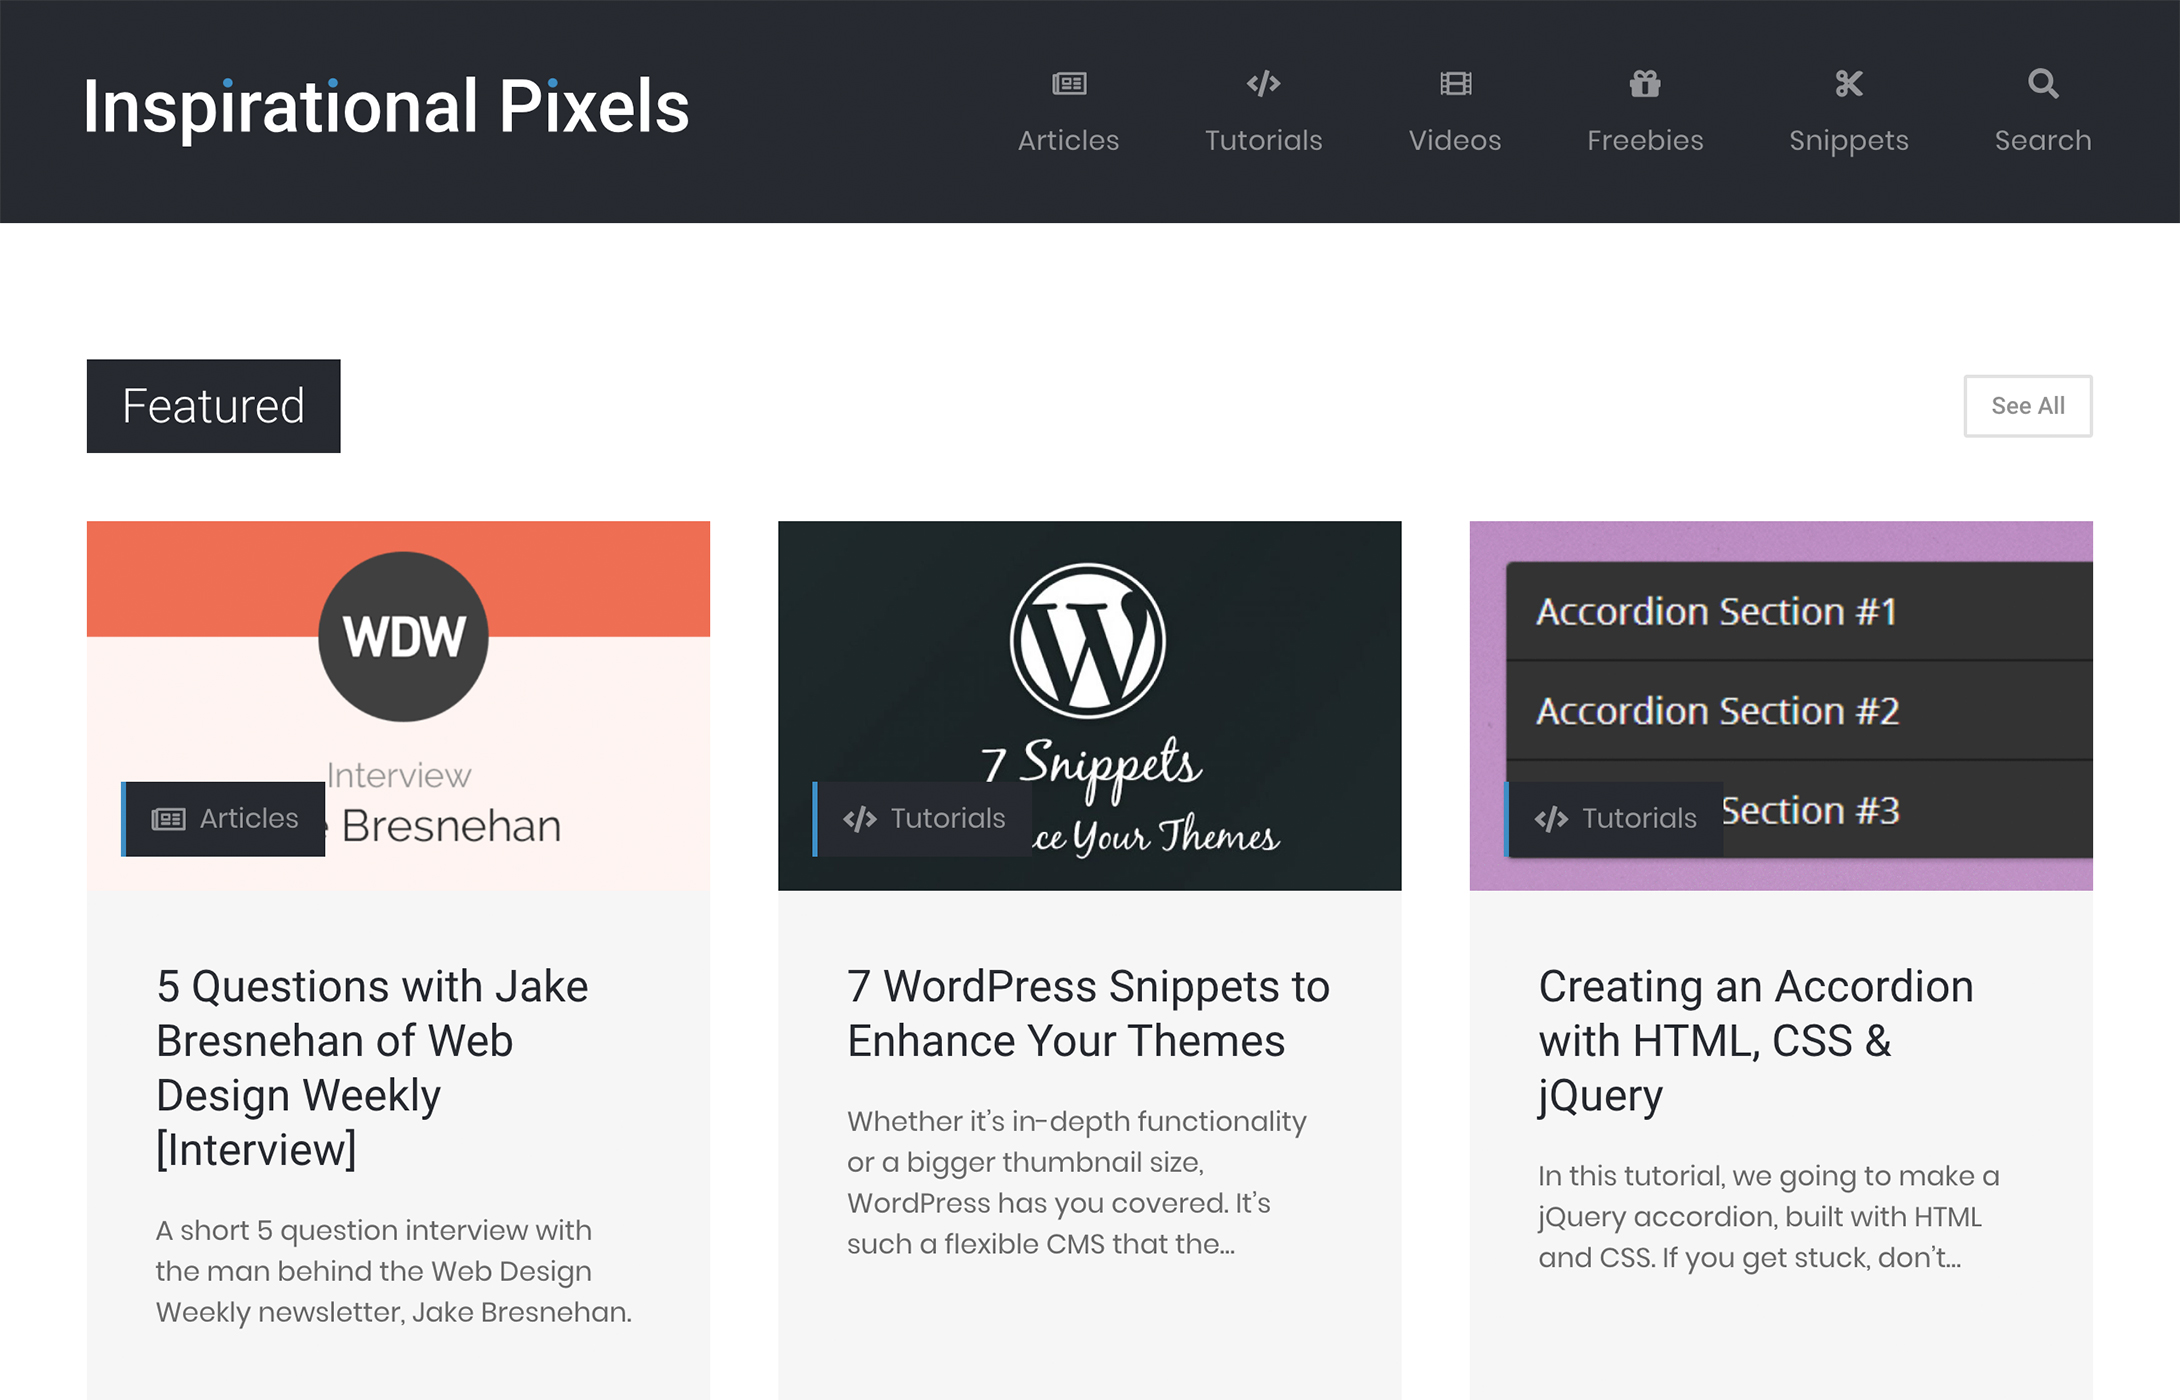 Inspirational Pixels
Articles
Tutorials
Videos
Freebies
Snippets
Search
Featured
See All
WDW
Interview
Bresnehan
Articles
7 Snippets
Your Themes
Tutorials
Accordion Section #1
Accordion Section #2
Section #3
Tutorials
5 Questions with Jake
Bresnehan of Web
Design Weekly
[Interview]
A short 5 question interview with
the man behind the Web Design
Weekly newsletter, Jake Bresnehan.
7 WordPress Snippets to
Enhance Your Themes
Whether it’s in-depth functionality
or a bigger thumbnail size,
WordPress has you covered. It’s
such a flexible CMS that the...
Creating an Accordion
with HTML, CSS &
jQuery
In this tutorial, we going to make a
jQuery accordion, built with HTML
and CSS. If you get stuck, don’t...